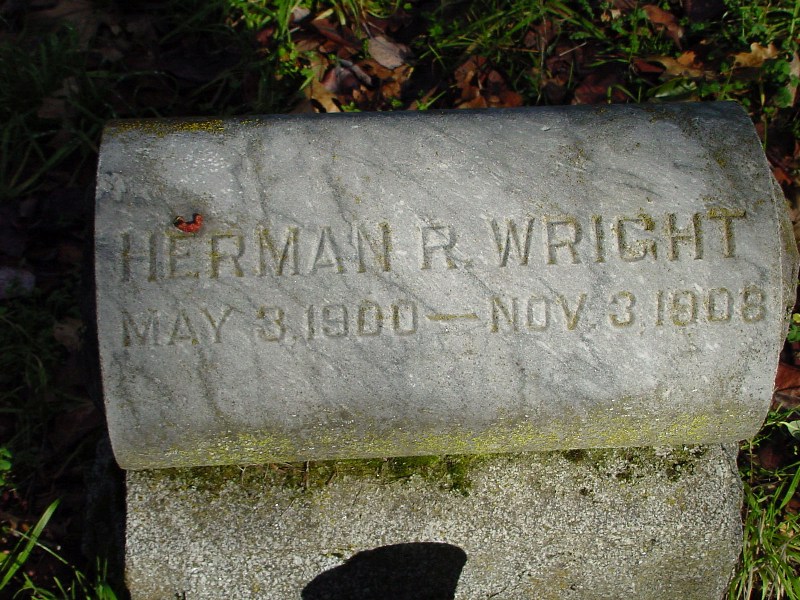 HERMAN R. WRIGHT
MAY 3, 1900 — NOV. 3, 1908